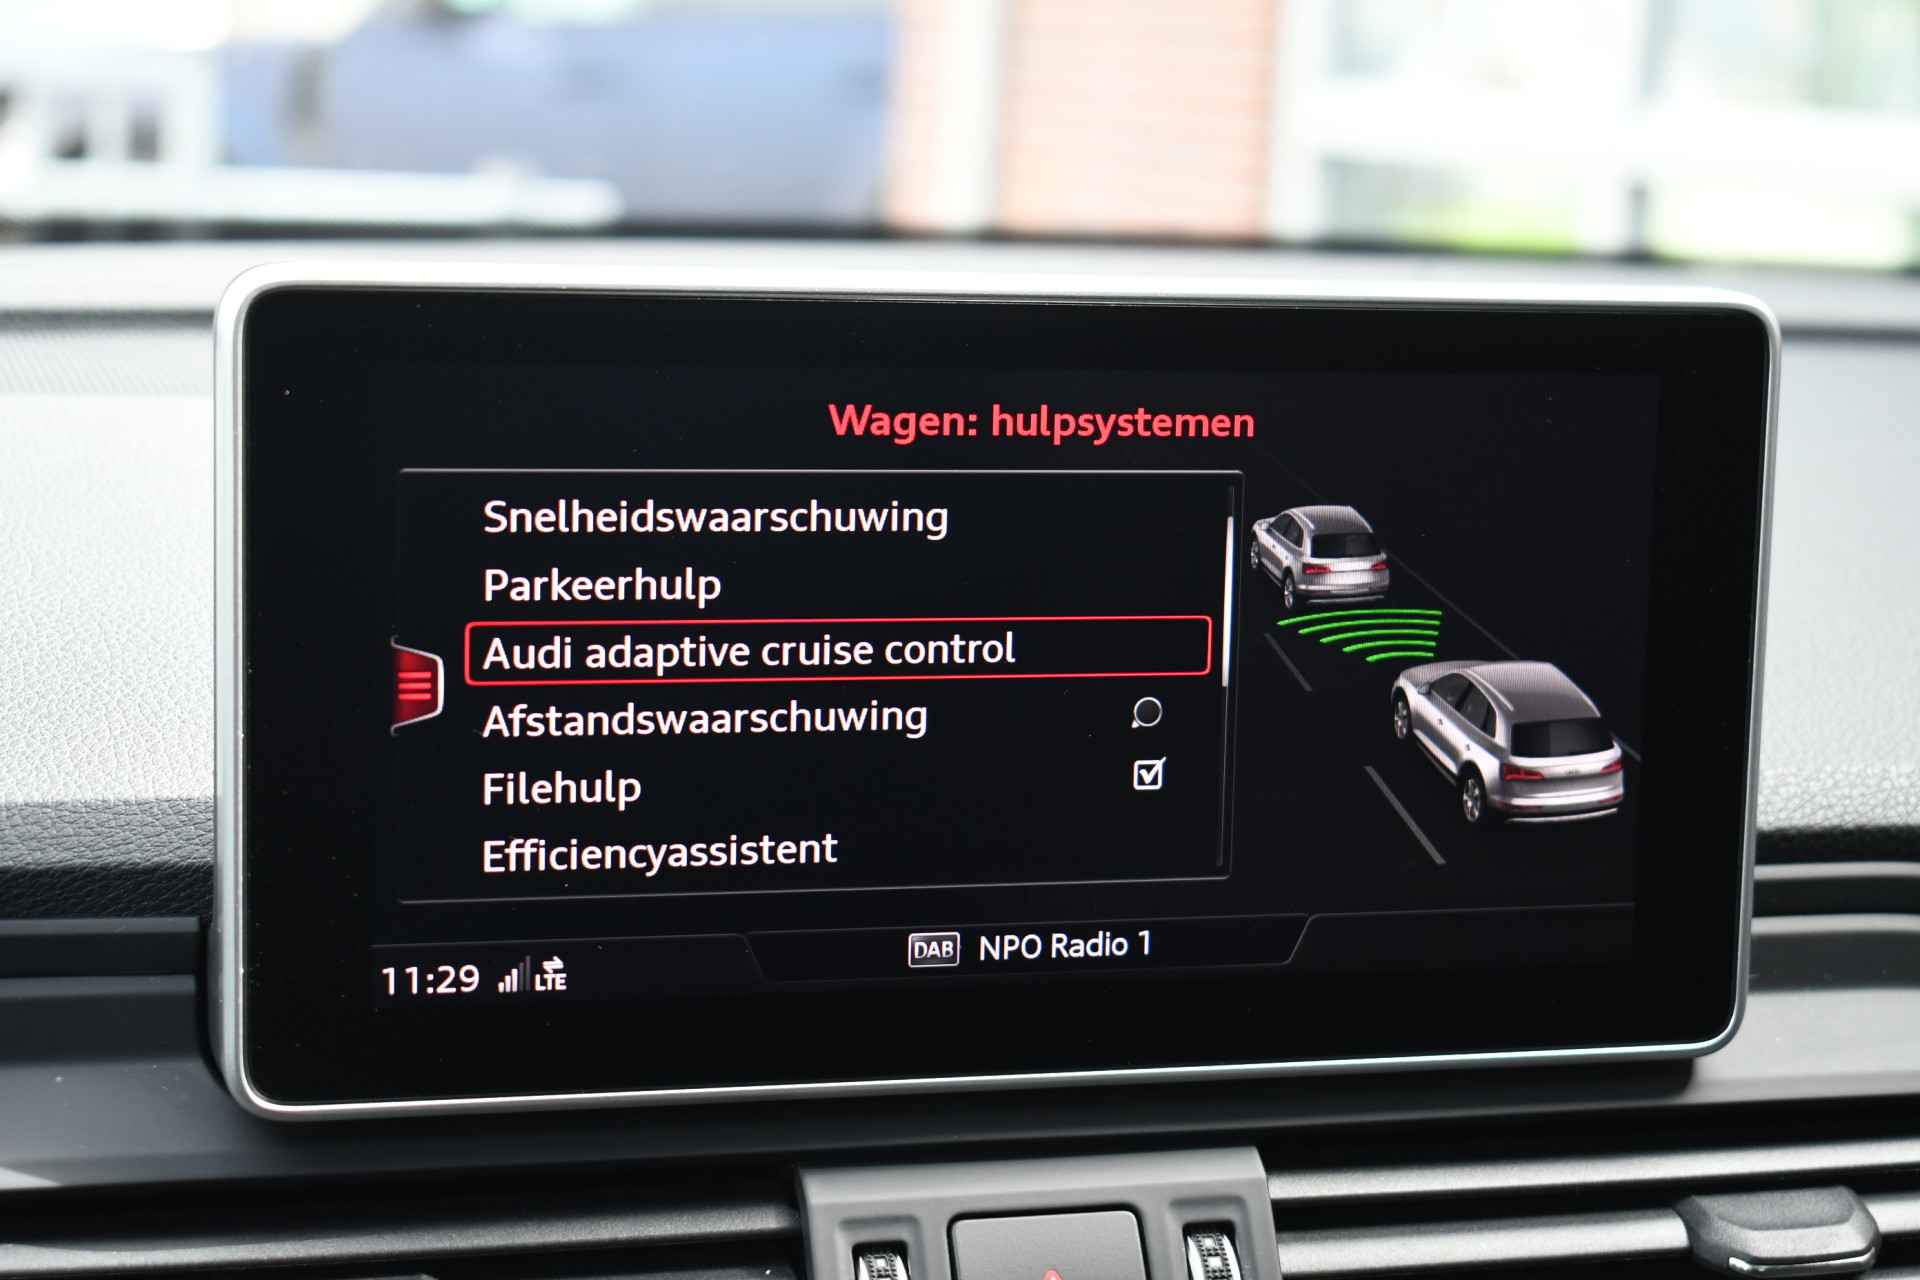 Wagen: hulpsystemen
Snelheidswaarschuwing
Parkeerhulp
Audi adaptive cruise control
Afstandswaarschuwing
Filehulp
Efficiencyassistent
DAB NPO Radio 1
11:29 LTE